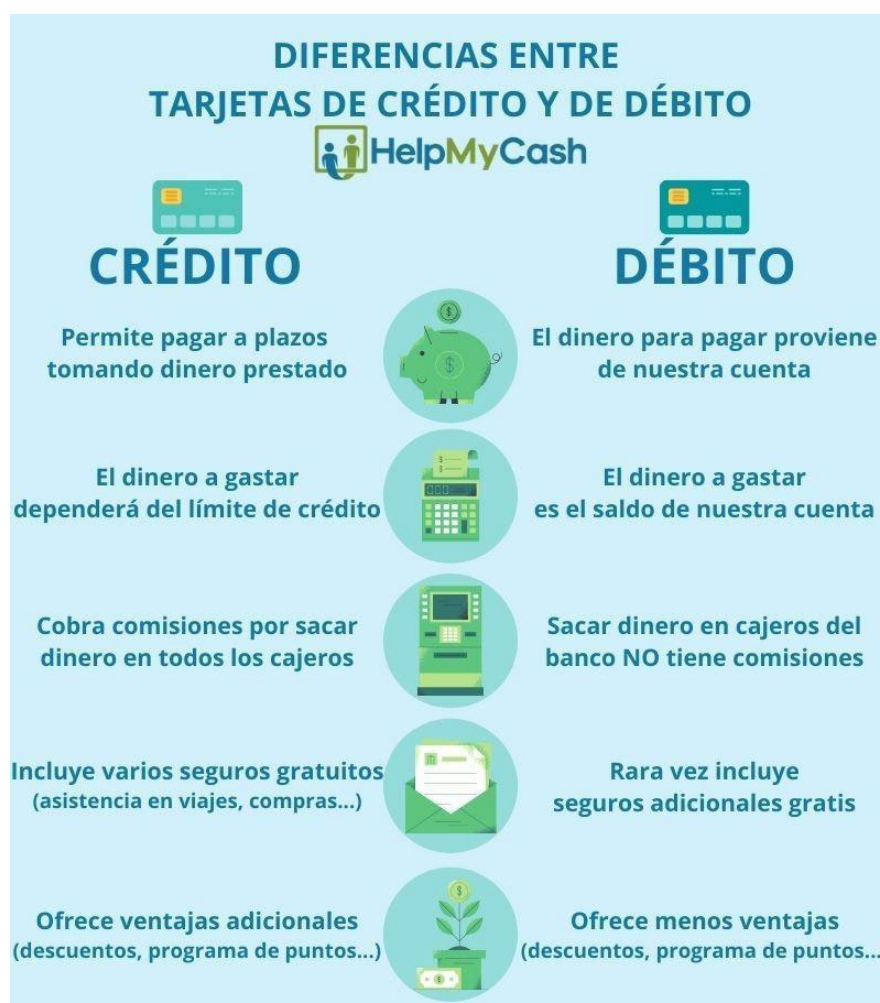 DIFERENCIAS ENTRE
TARJETAS DE CRÉDITO Y DE DÉBITO
HelpMyCash
CRÉDITO
DÉBITO
Permite pagar a plazos
tomando dinero prestado
El dinero para pagar proviene
de nuestra cuenta
El dinero a gastar
dependerá del límite de crédito
El dinero a gastar
es el saldo de nuestra cuenta
Cobra comisiones por sacar
dinero en todos los cajeros
Sacar dinero en cajeros del
banco NO tiene comisiones
Incluye varios seguros gratuitos
(asistencia en viajes, compras...)
Rara vez incluye
seguros adicionales gratis
Ofrece ventajas adicionales
(descuentos, programa de puntos...)
Ofrece menos ventajas
(descuentos, programa de puntos...